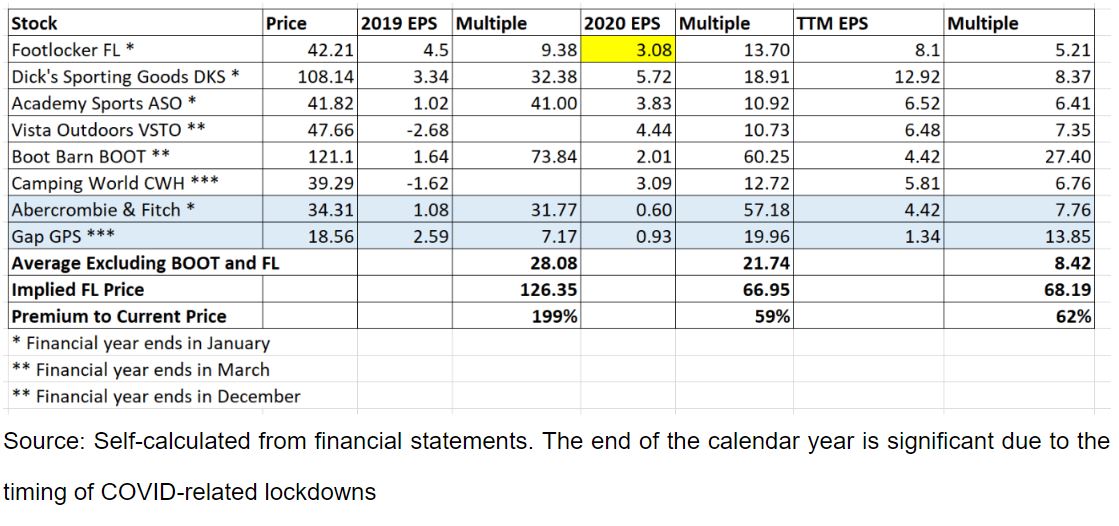 Stock Price 2019 EPS Multiple 2020 EPS Multiple TTM EPS Multiple
Footlocker FL * 42.21 4.5 9.38 3.08 13.70 8.1 5.21
Dick's Sporting Goods DKS * 108.14 3.34 32.38 5.72 18.91 12.92 8.37
Academy Sports ASO * 41.82 1.02 41.00 3.83 10.92 6.52 6.41
Vista Outdoors VSTO ** 47.66 -2.68 4.44 10.73 6.48 7.35
Boot Barn BOOT ** 121.1 1.64 73.84 2.01 60.25 4.42 27.40
Camping World CWH *** 39.29 -1.62 3.09 12.72 5.81 6.76
Abercrombie & Fitch * 34.31 1.08 31.77 0.60 57.18 4.42 7.76
Gap GPS *** 18.56 2.59 7.17 0.93 19.96 1.34 13.85
Average Excluding BOOT and FL 28.08 21.74 8.42
Implied FL Price 126.35 66.95 68.19
Premium to Current Price 199% 59% 62%
* Financial year ends in January
** Financial year ends in March
** Financial year ends in December
Source: Self-calculated from financial statements. The end of the calendar year is significant due to the
timing of COVID-related lockdowns